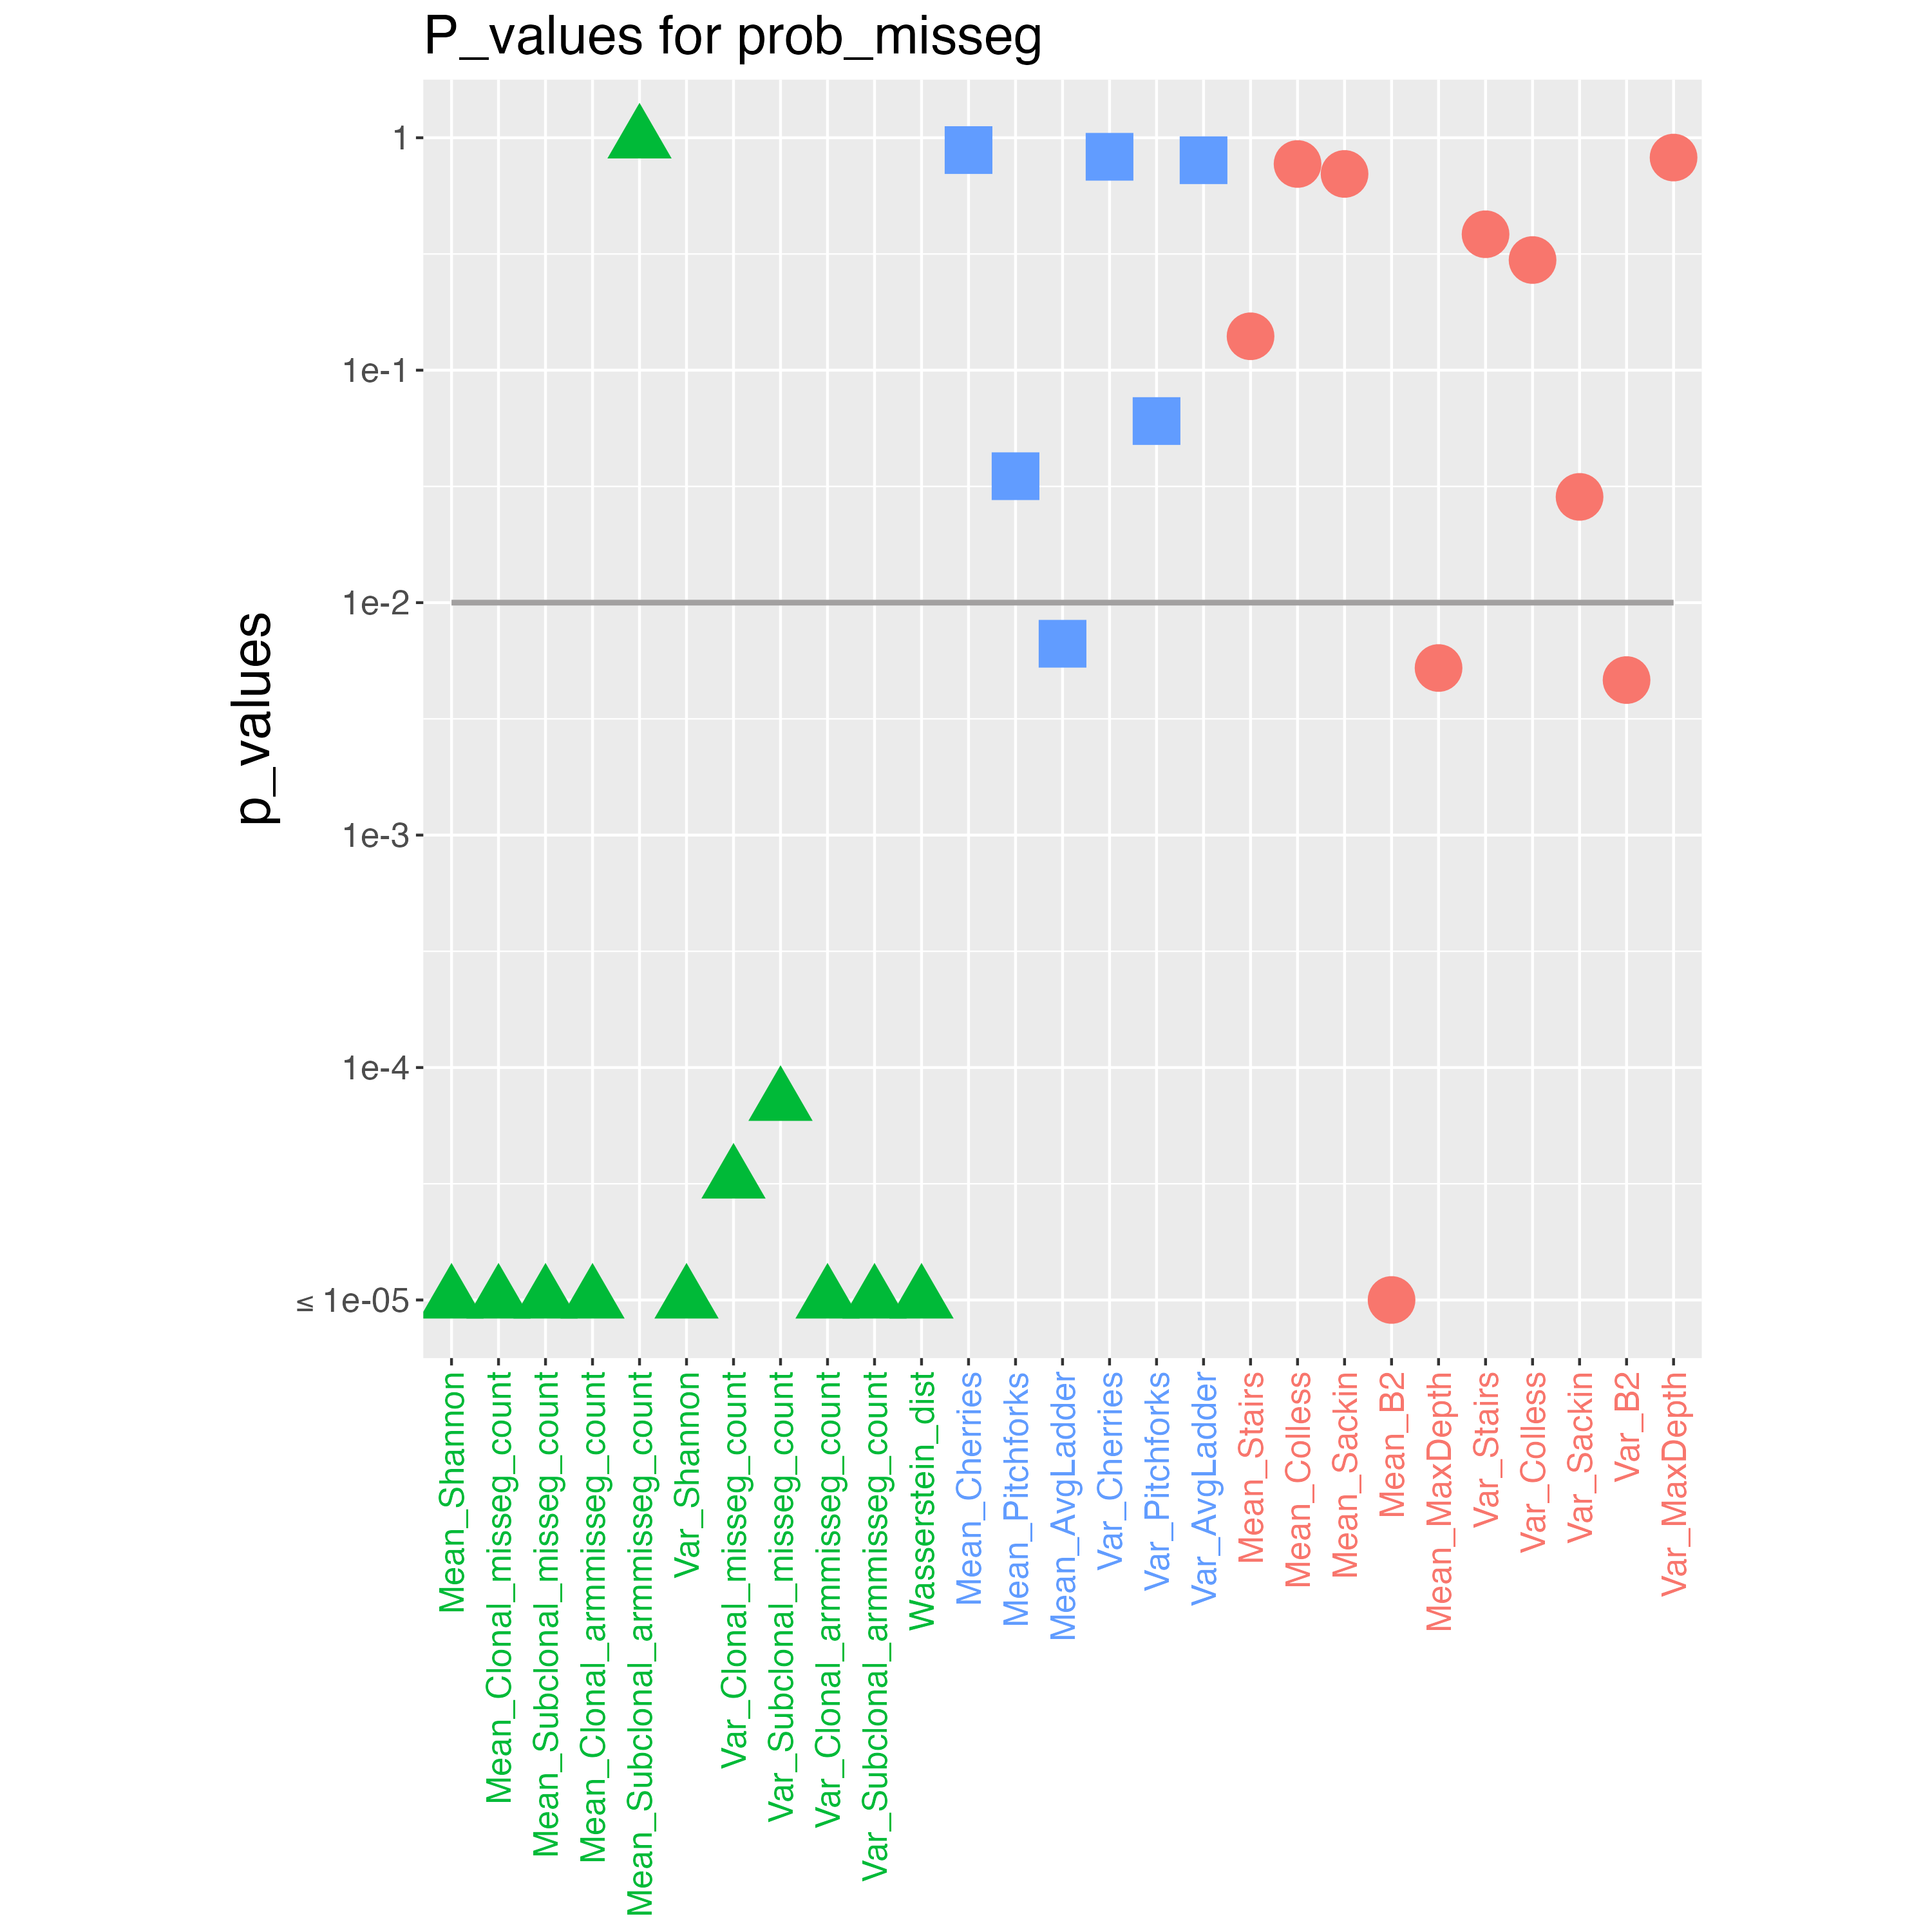 P_values for prob_misseg
p_values
1
1e-1
1e-2
1e-3
1e-4
≤ 1e-05
Mean_Shannon
Mean_Clonal_misseg_count
Mean_Subclonal_misseg_count
Mean_Clonal_armmisseg_count
Mean_Subclonal_armmisseg_count
Var_Shannon
Var_Clonal_misseg_count
Var_Subclonal_misseg_count
Var_Clonal_armmisseg_count
Var_Subclonal_armmisseg_count
Wasserstein_dist
Mean_Cherries
Mean_Pitchforks
Mean_AvgLadder
Var_Cherries
Var_Pitchforks
Var_AvgLadder
Mean_Stairs
Mean_Colless
Mean_Sackin
Mean_B2
Mean_MaxDepth
Var_Stairs
Var_Colless
Var_Sackin
Var_B2
Var_MaxDepth